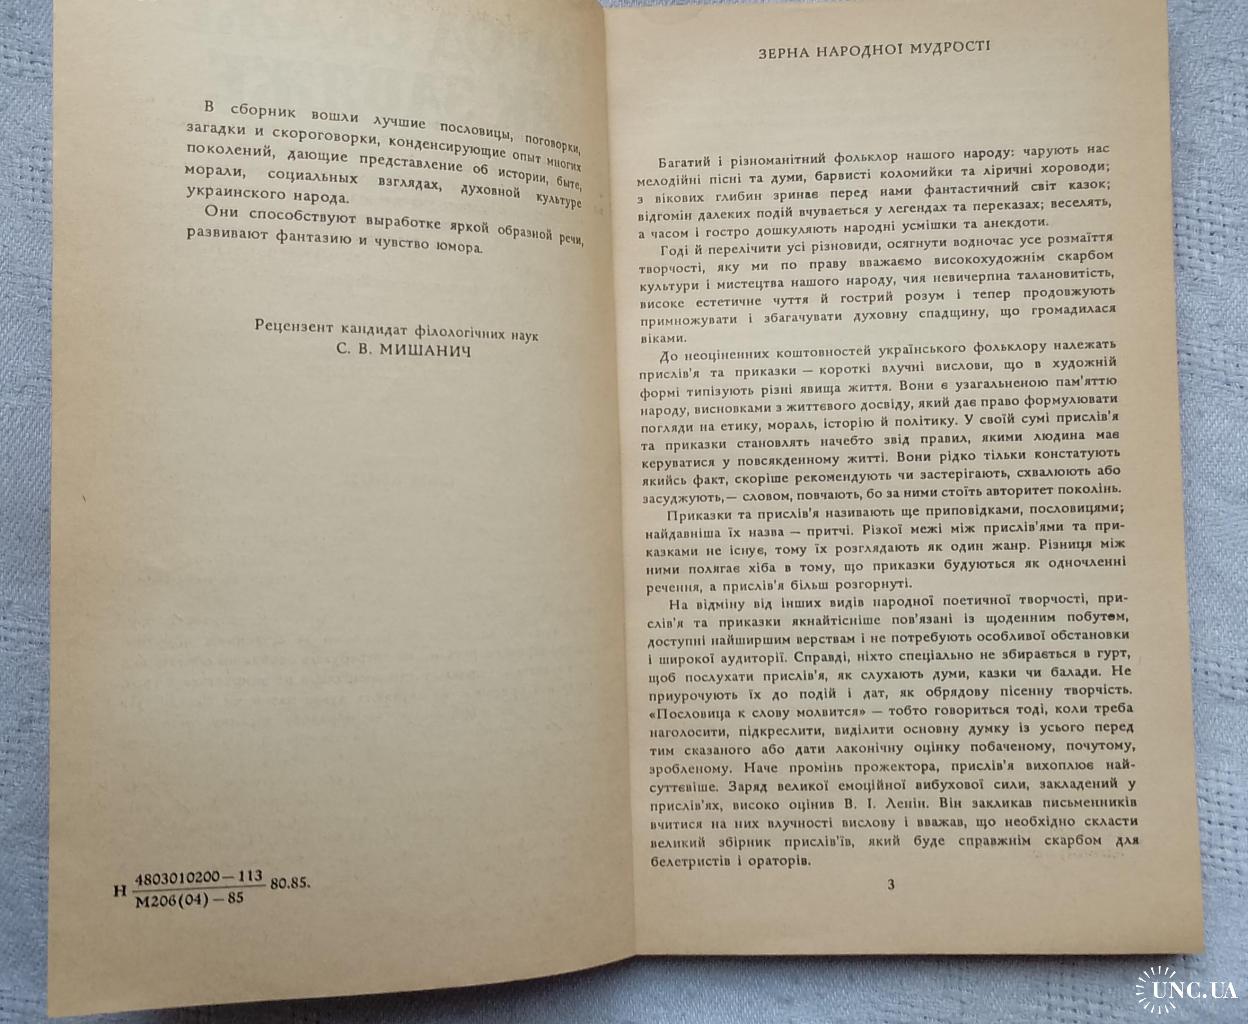 В сборник вошли лучшие пословицы, поговорки,
загадки и скороговорки, конденсирующие опыт многих
поколений, дающие представление об истории, быте,
морали, социальных взглядах, духовной культуре
украинского народа.
Они способствуют выработке яркой образной речи,
развивают фантазию и чувство юмора.
Рецензент кандидат філологічних наук
С. В. МИШАНИЧ
Н 4803010200—113 80.85.
М206(04)—85
ЗЕРНА НАРОДНОЇ МУДРОСТІ
Багатий і різноманітний фольклор нашого народу: чарують нас
мелодійні пісні та думи, барвисті коломийки та ліричні хороводи;
з вікових глибин зринає перед нами фантастичний світ казок;
відгомін далеких подій вчувається у легендах та переказах; веселять,
а часом і гостро дошкуляють народні усмішки та анекдоти.
Годі й перелічити усі різновиди, осягнути водночас усе розмаїття
творчості, яку ми по праву вважаємо високохудожнім скарбом
культури і мистецтва нашого народу, чия невичерпна талановитість,
високе естетичне чуття й гострий розум і тепер продовжують
примножувати і збагачувати духовну спадщину, що громадилася
віками.
До неоціненних коштовностей українського фольклору належать
прислів'я та приказки — короткі влучні вислови, що в художній
формі типізують різні явища життя. Вони є узагальненою пам'яттю
народу, висновками з життєвого досвіду, який дає право формулювати
погляди на етику, мораль, історію й політику. У своїй сумі прислів'я
та приказки становлять начебто звід правил, якими людина має
керуватися у повсякденному житті. Вони рідко тільки констатують
якийсь факт, скоріше рекомендують чи застерігають, схвалюють або
засуджують,— словом, повчають, бо за ними стоїть авторитет поколінь.
Приказки та прислів'я називають ще приповідками, пословицями;
найдавніша їх назва — притчі. Різкої межі між прислів'ями та при-
казками не існує, тому їх розглядають як один жанр. Різниця між
ними полягає хіба в тому, що приказки будуються як одночленні
речення, а прислів'я більш розгорнуті.
На відміну від інших видів народної поетичної творчості, при-
слів'я та приказки якнайтісніше пов'язані із щоденним побутом,
доступні найширшим верствам і не потребують особливої обстановки
і широкої аудиторії. Справді, ніхто спеціально не збирається в гурт,
щоб послухати прислів'я, як слухають думи, казки чи балади. Не
приурочують їх до подій і дат, як обрядову пісенну творчість.
«Пословица к слову молвится» — тобто говориться тоді, коли треба
наголосити, підкреслити, виділити основну думку із усього перед
тим сказаного або дати лаконічну оцінку побаченому, почутому,
зробленому. Наче промінь прожектора, прислів'я вихоплює най-
суттєвіше. Заряд великої емоційної вибухової сили, закладений у
прислів'ях, високо оцінив В. І. Ленін. Він закликав письменників
вчитися на них влучності вислову і вважав, що необхідно скласти
великий збірник прислів'їв, який буде справжнім скарбом для
белетристів і ораторів.
3
UNC.UA